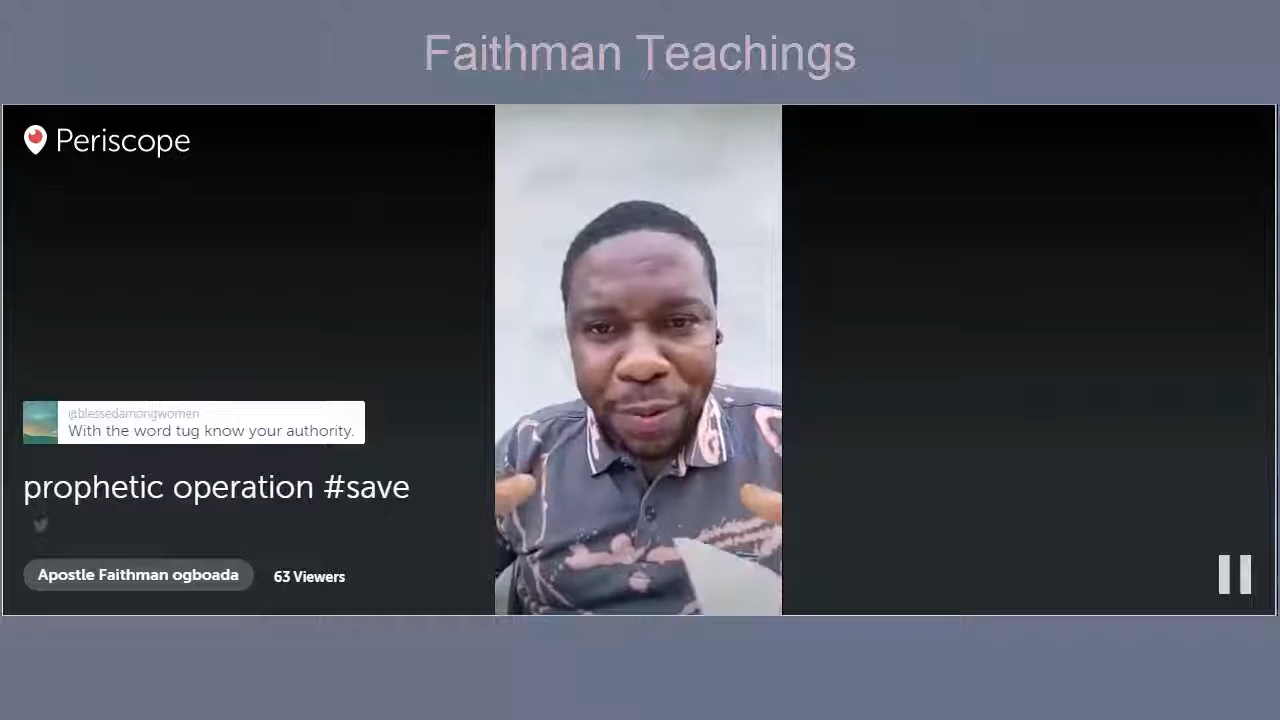 Faithman Teachings
Periscope
@blessedamongwomen
With the word tug know your authority.
prophetic operation #save
Apostle Faithman ogboada
63 Viewers